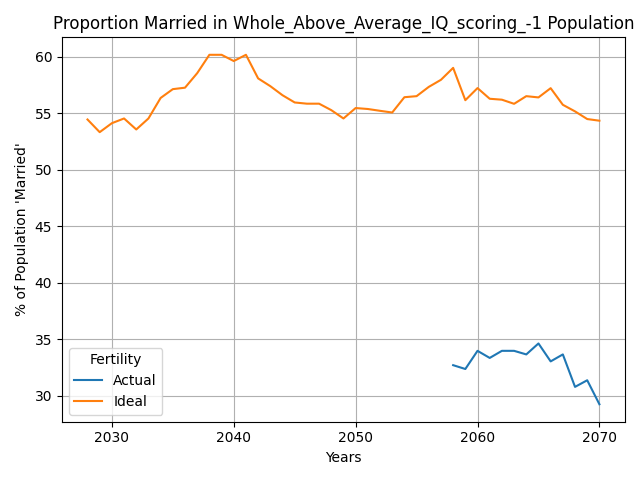 Proportion Married in Whole_Above_Average_IQ_scoring_-1 Population
% of Population 'Married'
60
55
50
45
40
35
30
Fertility
Actual
Ideal
2030
2040
2050
2060
2070
Years